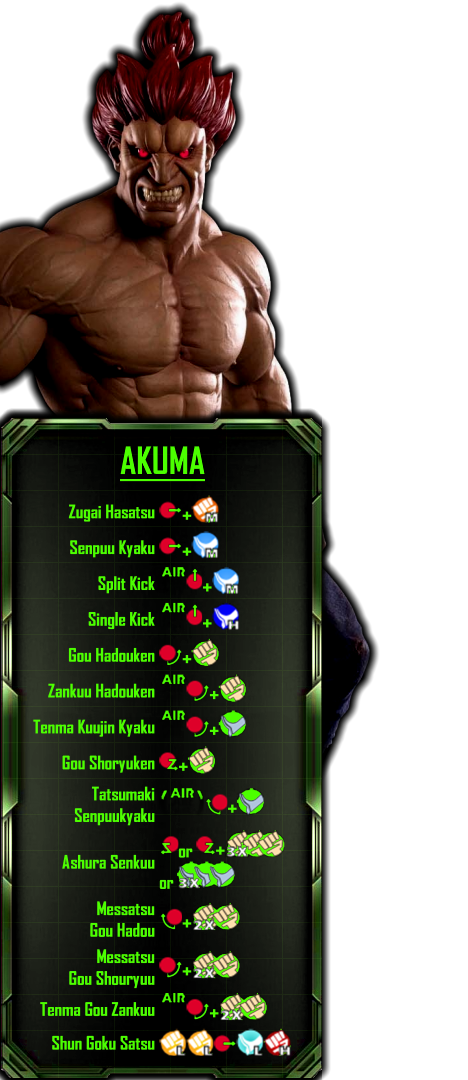 AKUMA
Zugai Hasatsu + M
Senpuu Kyaku + M
Split Kick AIR + M
Single Kick AIR + H
Gou Hadouken +
Zankuu Hadouken AIR +
Tenma Kuujin Kyaku AIR +
Gou Shoryuken +
Tatsumaki (AIR) +
Senpuukyaku
Ashura Senkuu or + 3X
or 3X
Messatsu
Gou Hadou + 2X
Messatsu
Gou Shouryuu + 2X
Tenma Gou Zankuu AIR + 2X
Shun Goku Satsu L L L H